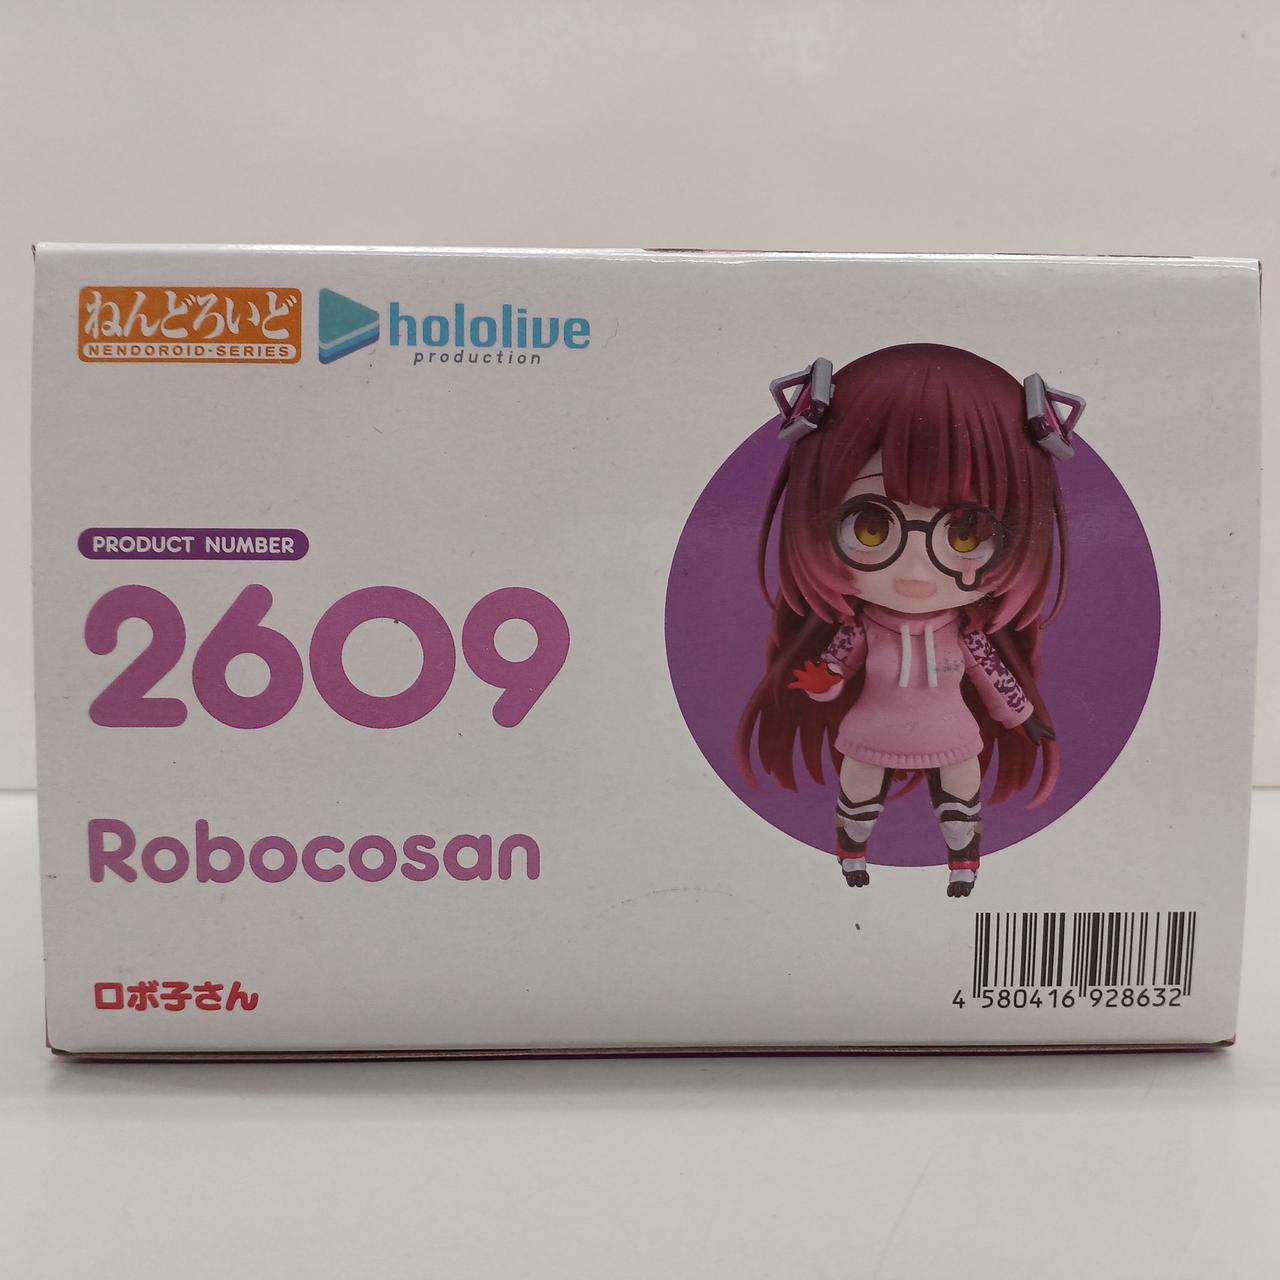 ねんどろいど
NENDOROID·SERIES
hololive
production
PRODUCT NUMBER
2609
Robocosan
ロボ子さん
4 580416 928632